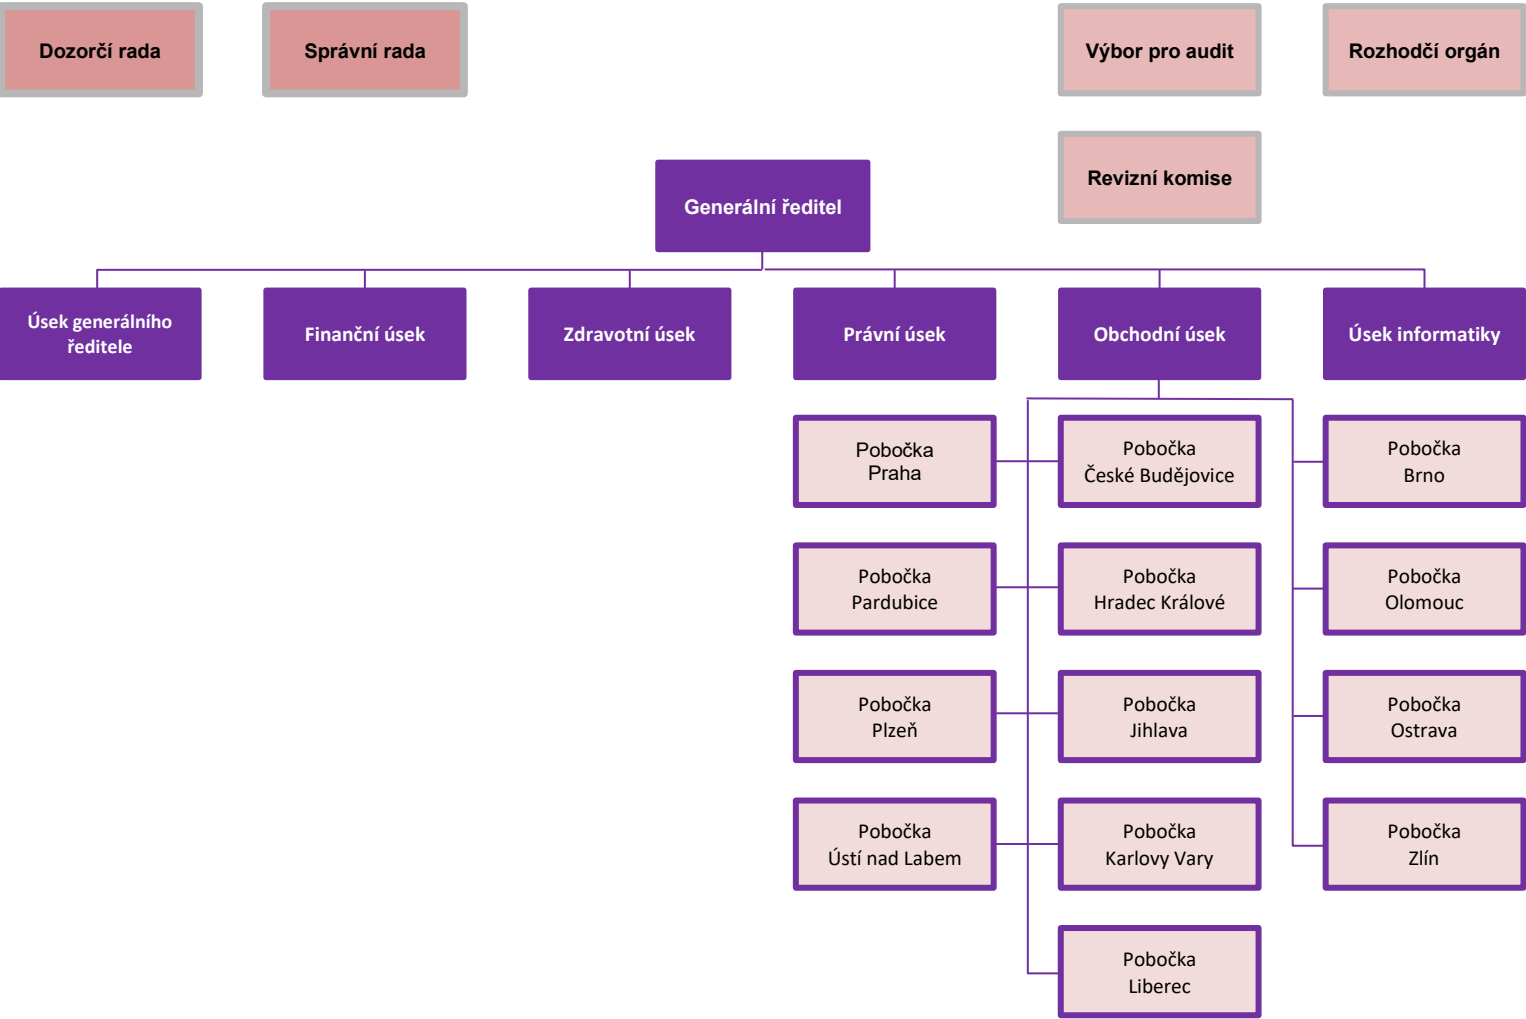 Dozorčí rada
Správní rada
Výbor pro audit
Rozhodčí orgán
Revizní komise
Generální ředitel
Úsek generálního
ředitele
Finanční úsek
Zdravotní úsek
Právní úsek
Obchodní úsek
Úsek informatiky
Pobočka
Praha
Pobočka
České Budějovice
Pobočka
Brno
Pobočka
Pardubice
Pobočka
Hradec Králové
Pobočka
Olomouc
Pobočka
Plzeň
Pobočka
Jihlava
Pobočka
Ostrava
Pobočka
Ústí nad Labem
Pobočka
Karlovy Vary
Pobočka
Zlín
Pobočka
Liberec